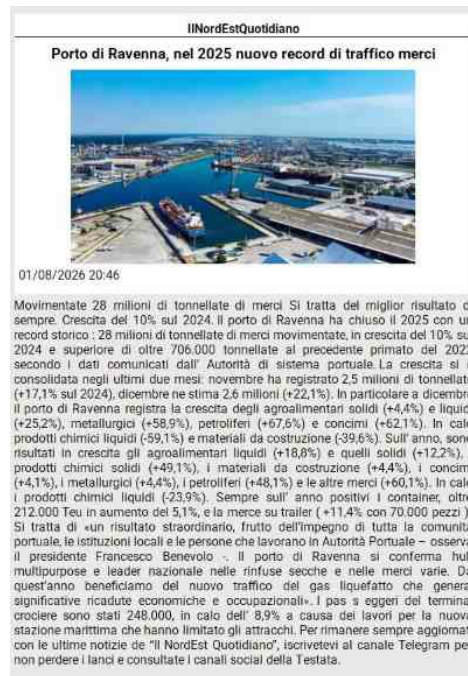 IlNordEstQuotidiano
Porto di Ravenna, nel 2025 nuovo record di traffico merci
01/08/2026 20:46
Movimentate 28 milioni di tonnellate di merci Si tratta del miglior risultato d
sempre. Crescita del 10% sul 2024. il porto di Ravenna ha chiuso il 2025 con un
record storico : 28 milioni di tonnellate di merci movimentate, in crescita del 10% su
2024 e superiore di oltre 706.000 tonnellate al precedente primato del 2022
secondo i dati comunicati dall' Autorità di sistema portuale. La crescita si
consolidata negli ultimi due mesi: novembre ha registrato 2,5 milioni di tonnellat
(+17,1% sul 2024), dicembre ne stima 2,6 milioni (+22,1%). In particolare a dicembre
il porto di Ravenna registra la crescita degli agroalimentari solidi (+4,4%) e liquid
(+25,2%), metallurgici (+58,9%), petroliferi (+67,6%) e concimi (+62,1%). In calo
prodotti chimici liquidi (-59,1%) e materiali da costruzione (-39,6%). Sull' anno, sono
risultati in crescita gli agroalimentari liquidi (+18,8%) e quelli solidi (+12,2%),
prodotti chimici solidi (+49,1%), i materiali da costruzione (+4,4%), i concim
(+4,1%), i metallurgici (+4,4%), i petroliferi (+48,1%) e le altre merci (+60,1%). In calo
i prodotti chimici liquidi (-23,9%). Sempre sull' anno positivi I container, oltre
212.000 Teu in aumento del 5,1%, e la merce su trailer ( +11,4% con 70.000 pezzi )
Si tratta di «un risultato straordinario, frutto dell'impegno di tutta la comunità
portuale, le istituzioni locali e le persone che lavorano in Autorità Portuale – osserva
il presidente Francesco Benevolo -. Il porto di Ravenna si conferma hub
multipurpose e leader nazionale nelle rinfuse secche e nelle merci varie. Da
quest'anno beneficiamo del nuovo traffico del gas liquefatto che genera
significative ricadute economiche e occupazionali». I pas s eggeri del termina
crociere sono stati 248.000, in calo dell' 8,9% a causa dei lavori per la nuova
stazione marittima che hanno limitato gli attracchi. Per rimanere sempre aggiornat
con le ultime notizie de "Il NordEst Quotidiano", iscrivetevi al canale Telegram pe
non perdere i lanci e consultate i canali social della Testata.